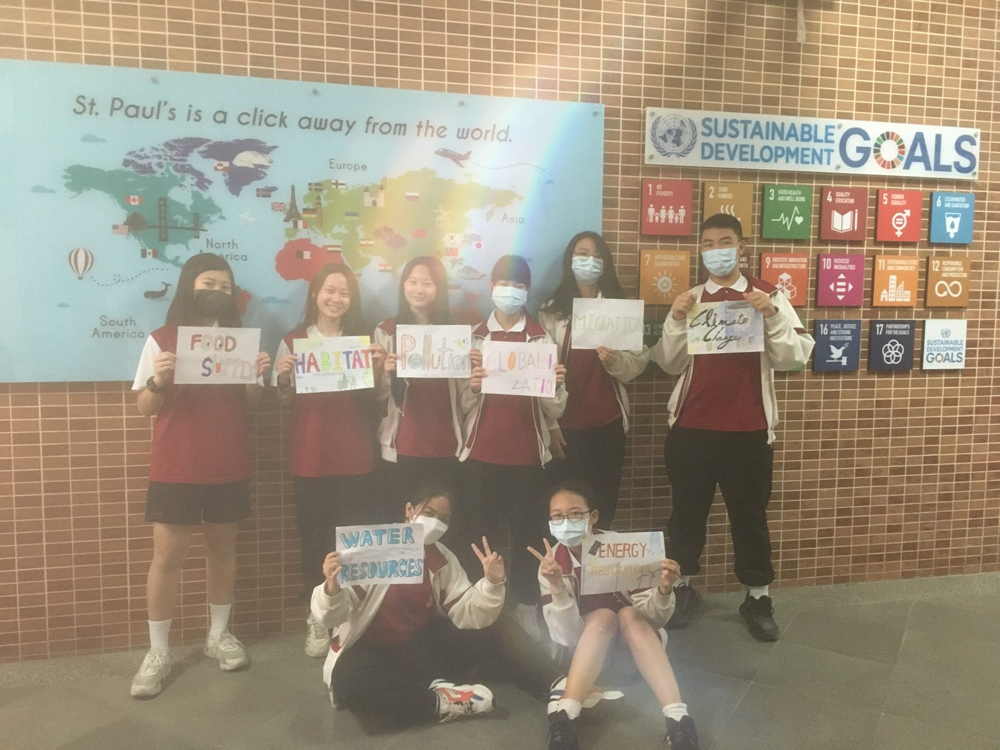 St. Paul's is a click away from the world.
Europe
Asia
North
America
South
America
SUSTAINABLE
DEVELOPMENT
GOALS
1 NO
POVERTY
2 ZERO
HUNGER
3 GOOD HEALTH
AND WELL BEING
4 QUALITY
EDUCATION
5 GENDER
EQUALITY
6 CLEAN WATER
AND SANITATION
7 AFFORDABLE AND
CLEAN ENERGY
AND
9 INDUSTRY, INNOVATION
AND INFRASTRUCTURE
10 REDUCED
INEQUALITIES
11 SUSTAINABLE CITIES
AND COMMUNITIES
12 RESPONSIBLE
CONSUMPTION
AND PRODUCTION
13
16 PEACE, JUSTICE
AND STRONG
INSTITUTIONS
17 PARTNERSHIPS
FOR THE GOALS
SUSTAINABLE
DEVELOPMENT
GOALS
FOOD
SUPPLY
HABITAT
PRESERVATION
Pollution
GLOBALI
ZATIO
MIGRATION
Climate
Change
WATER
RESOURCES
ENERGY
RESOURCES